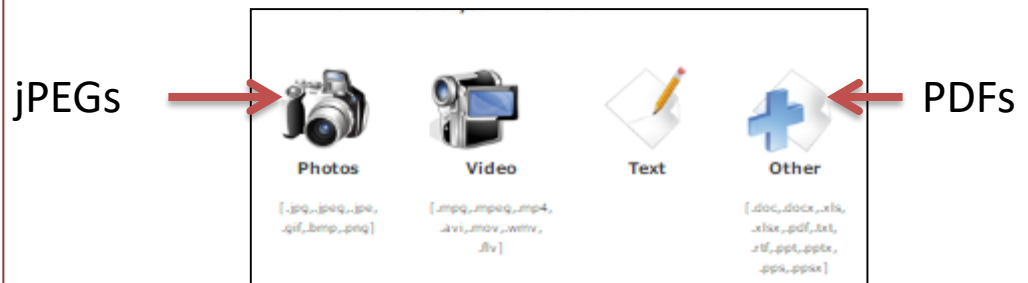 jPEGs
PDFs
Photos
Video
Text
Other
[.jpg,.jpeg,.jpe,
.gif,.bmp,.png]
[.mpg,.mpeg,.mp4,
.avi,.mov,.wmv,
.flv]
[.doc,.docx,.xls,
.xlsx,.pdf,.txt,
.rtf,.ppt,.pptx,
.pps,.ppsx]